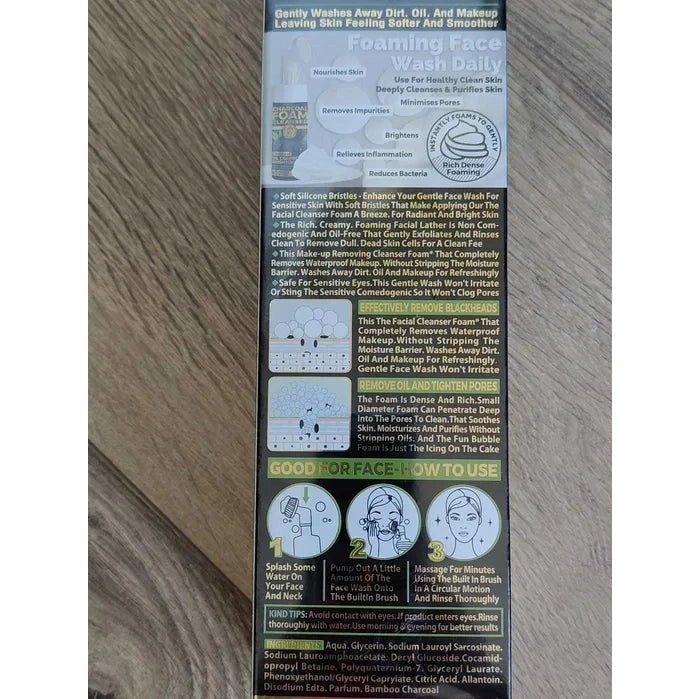 Gently Washes Away Dirt. Oil. And Makeup
Leaving Skin Feeling Softer And Smoother
Foaming Face
Wash Daily
Use For Healthy Clean Skin
Deeply Cleanses & Purifies Skin
Nourishes Skin
Minimises Pores
Removes Impurities
Brightens
Relieves Inflammation
Reduces Bacteria
CHARCOAL
FOAM
CLEANSER
INSTANTLY FOAMS TO GENTLY
Rich Dense
Foaming
Soft Silicone Bristles - Enhance Your Gentle Face Wash For
Sensitive Skin With Soft Bristles That Make Applying Our The
Facial Cleanser Foam A Breeze. For Radiant And Bright Skin
The Rich. Creamy. Foaming Facial Lather Is Non Com-
edogenic And Oil-Free That Gently Exfoliates And Rinses
Clean To Remove Dull. Dead Skin Cells For A Clean Fee
This Make-up Removing Cleanser Foam* That Completely
Removes Waterproof Makeup. Without Stripping The Moisture
Barrier. Washes Away Dirt. Oil And Makeup For Refreshingly
Safe For Sensitive Eyes.This Gentle Wash Won't Irritate
Or Sting The Sensitive Comedogenic So It Won't Clog Pores
EFFECTIVELY REMOVE BLACKHEADS
This The Facial Cleanser Foam* That
Completely Removes Waterproof
Makeup.Without Stripping The
Moisture Barrier. Washes Away Dirt.
Oil And Makeup For Refreshingly.
Gentle Face Wash Won't Irritate
REMOVE OIL AND TIGHTEN PORES
The Foam Is Dense And Rich.Small
Diameter Foam Can Penetrate Deep
Into The Pores To Clean.That Soothes
Skin. Moisturizes And Purifies Without
Stripping Oils. And The Fun Bubble
Foam Is Just The Icing On The Cake
GOOD FOR FACE-HOW TO USE
1
2
3
Splash Some
Water On
Your Face
And Neck
Pump Out A Little
Amount Of The
Face Wash Onto
The BuiltIn Brush
Massage For Minutes
Using The Built In Brush
In A Circular Motion
And Rinse Thoroughly
KIND TIPS: Avoid contact with eyes.If product enters eyes.Rinse
thoroughly with water.Use morning & evening for better results
INGREDIENTS: Aqua. Glycerin. Sodium Lauroyl Sarcosinate.
Sodium Lauroamphoacetate. Decyl Glucoside.Cocamid-
opropyl Betaine. Polyquaternium-7. Glyceryl Laurate.
Phenoxyethanol/Glyceryl Caprylate. Citric Acid. Allantoin.
Disodium Edta. Parfum. Bamboo Charcoal